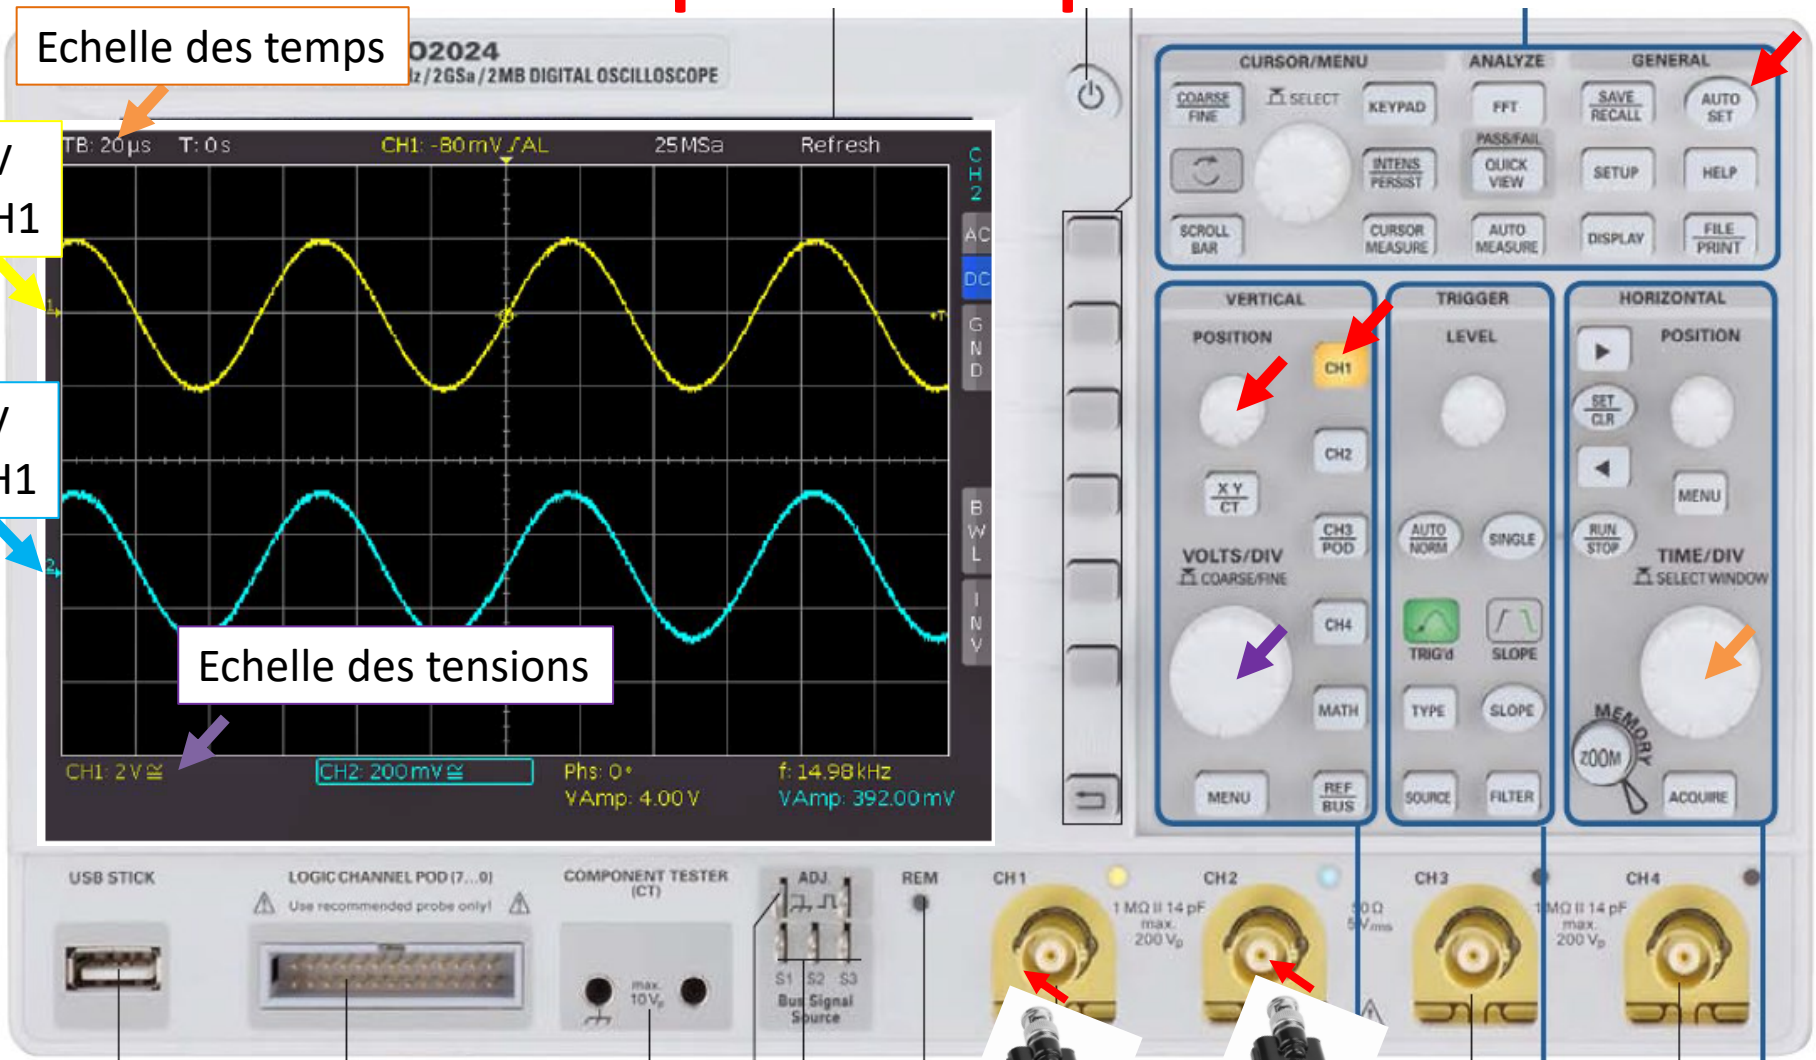 Echelle des temps
O2024
Hz/2GSa/2MB DIGITAL OSCILLOSCOPE
V
H1
V
H1
TB: 20µs T: 0s CH1: -80mV AL 25MSa Refresh
CH2
AC
DC
GND
BWL
INV
1
2
T
Echelle des tensions
CH1: 2V CH2: 200mV Phs: 0° f: 14.98kHz
VAmp: 4.00V VAmp: 392.00mV
CURSOR/MENU ANALYZE GENERAL
COARSE
FINE
SELECT
KEYPAD
FFT
SAVE
RECALL
AUTO
SET
INTENS
PERSIST
PASS/FAIL
QUICK
VIEW
SETUP
HELP
SCROLL
BAR
CURSOR
MEASURE
AUTO
MEASURE
DISPLAY
FILE
PRINT
VERTICAL
POSITION
CH1
CH2
X Y
CT
CH3
POD
VOLTS/DIV
COARSE/FINE
CH4
MATH
MENU
REF
BUS
TRIGGER
LEVEL
AUTO
NORM
SINGLE
TRIG'd
SLOPE
TYPE
SLOPE
SOURCE
FILTER
HORIZONTAL
POSITION
SET
CLR
MENU
RUN
STOP
TIME/DIV
SELECT WINDOW
MEMORY
ZOOM
ACQUIRE
USB STICK
LOGIC CHANNEL POD (7...0)
Use recommended probe only!
COMPONENT TESTER
(CT)
max.
10 Vp
ADJ.
S1 S2 S3
Bus Signal
Source
REM
CH1
1 MΩ II 14 pF
max.
200 Vp
CH2
50 Ω
5 Vrms
CH3
1 MΩ II 14 pF
max.
200 Vp
CH4